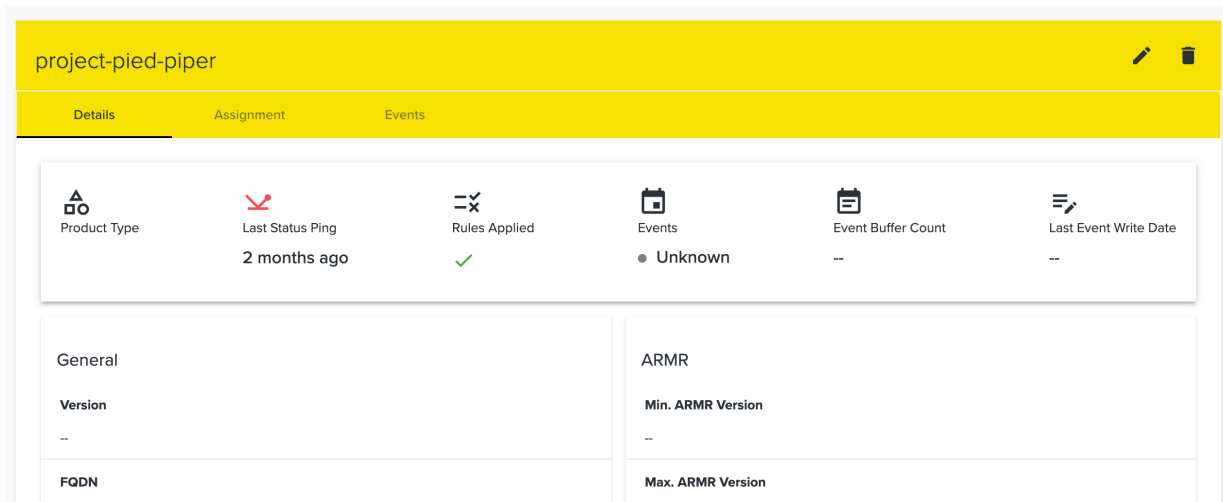 project-pied-piper
Details Assignment Events
Product Type Last Status Ping Rules Applied Events Event Buffer Count Last Event Write Date
2 months ago Unknown -- --
General
Version
--
FQDN
ARMR
Min. ARMR Version
--
Max. ARMR Version